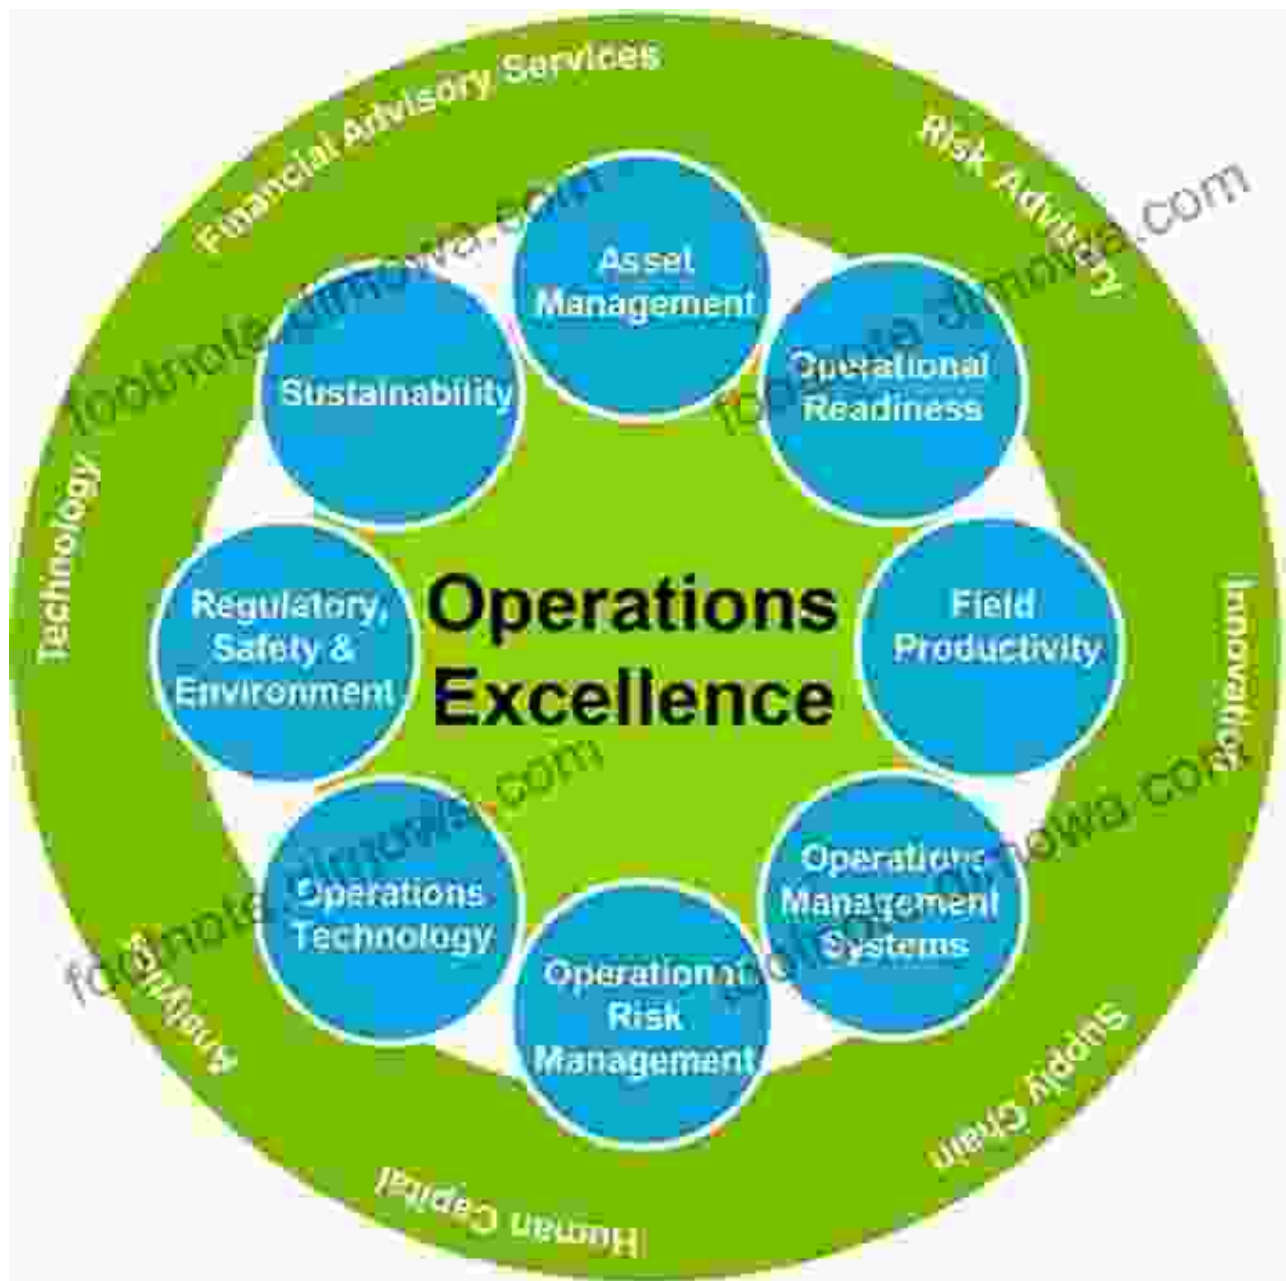 Financial Advisory Services
Risk Advisory
Innovation
Supply Chain
Human Capital
Analytics
Technology
Asset
Management
Operational
Readiness
Field
Productivity
Operations
Management
Systems
Operational
Risk
Management
Operations
Technology
Regulatory,
Safety &
Environment
Sustainability
Operations
Excellence